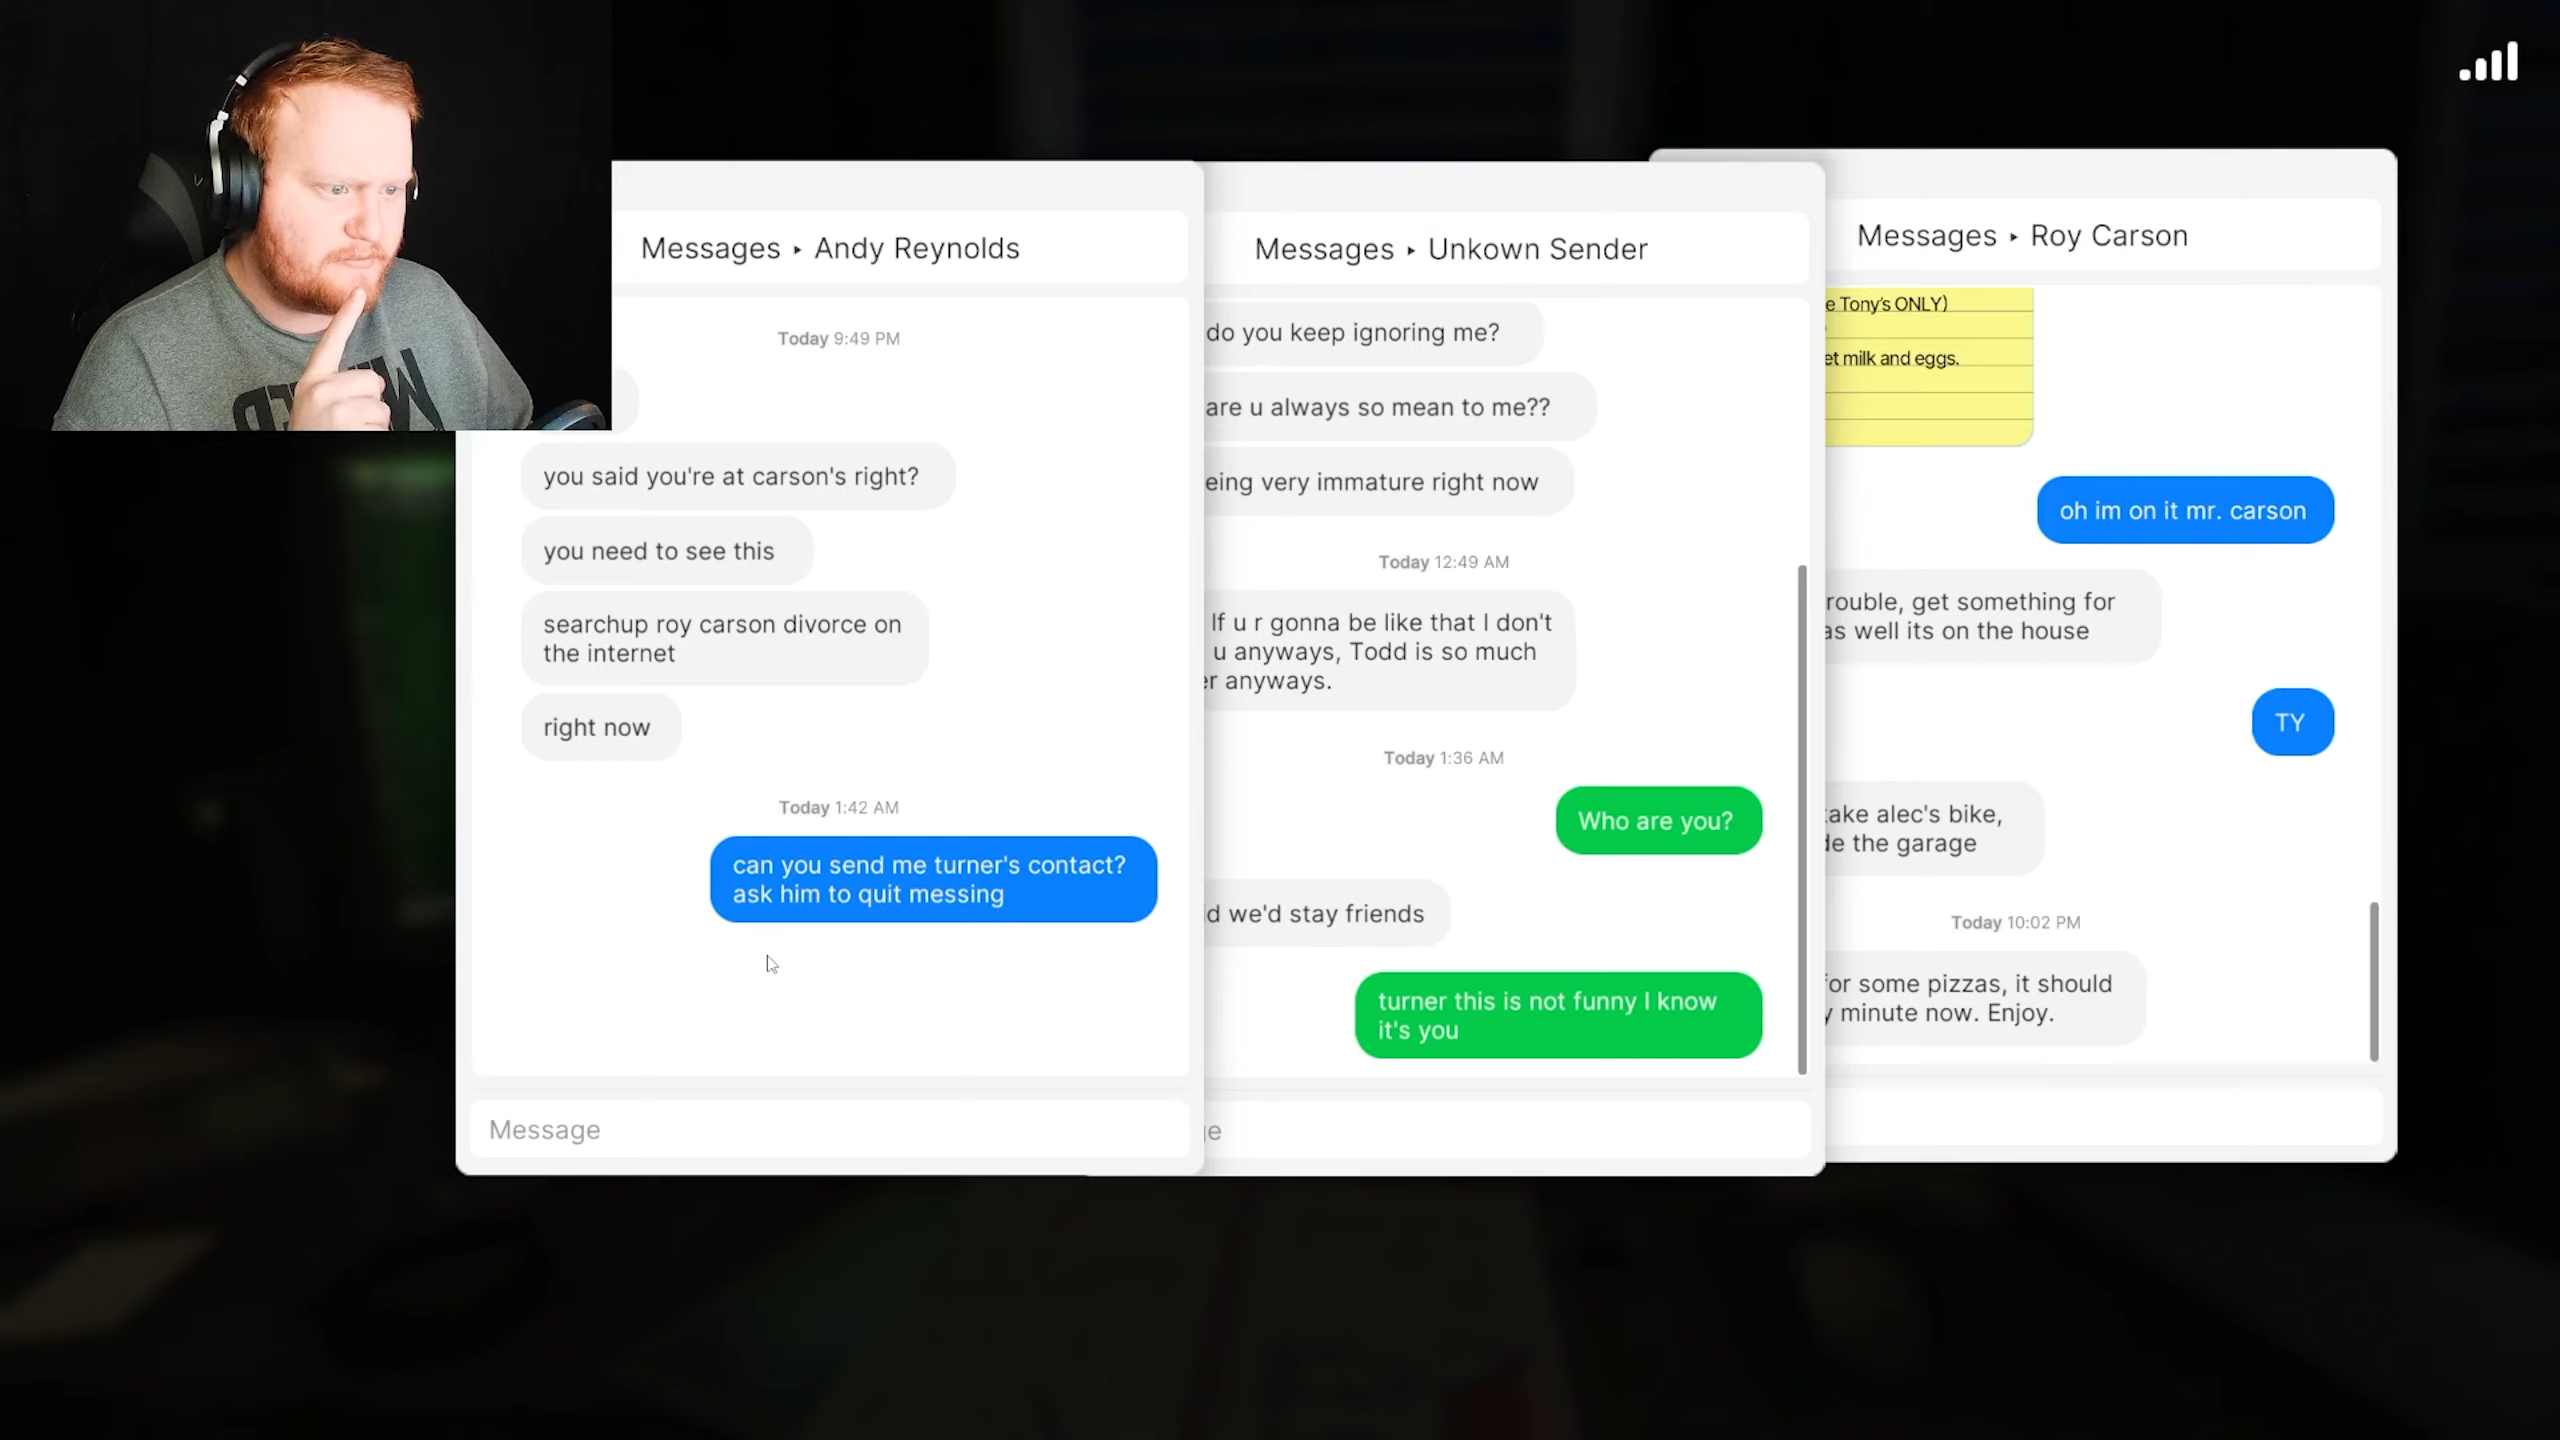 Messages ▸ Andy Reynolds
Today 9:49 PM
you said you're at carson's right?
you need to see this
searchup roy carson divorce on
the internet
right now
Today 1:42 AM
can you send me turner's contact?
ask him to quit messing
Message
Messages ▸ Unkown Sender
do you keep ignoring me?
are u always so mean to me??
eing very immature right now
Today 12:49 AM
If u r gonna be like that I don't
u anyways, Todd is so much
er anyways.
Today 1:36 AM
Who are you?
id we'd stay friends
turner this is not funny I know
it's you
ge
Messages ▸ Roy Carson
e Tony's ONLY)
et milk and eggs.
oh im on it mr. carson
rouble, get something for
as well its on the house
TY
take alec's bike,
de the garage
Today 10:02 PM
for some pizzas, it should
y minute now. Enjoy.